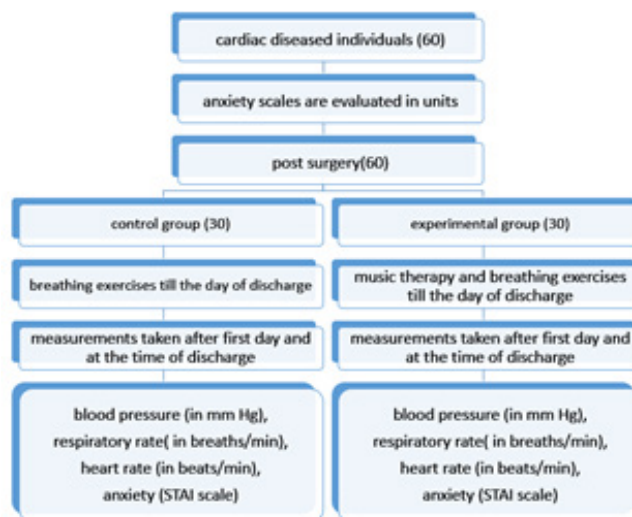 cardiac diseased individuals (60)
anxiety scales are evaluated in units
post surgery(60)
control group (30)
experimental group (30)
breathing exercises till the day of discharge
music therapy and breathing exercises
till the day of discharge
measurements taken after first day and
at the time of discharge
measurements taken after first day and
at the time of discharge
blood pressure (in mm Hg),
respiratory rate( in breaths/min),
heart rate (in beats/min),
anxiety (STAI scale)
blood pressure (in mm Hg),
respiratory rate( in breaths/min),
heart rate (in beats/min),
anxiety (STAI scale)